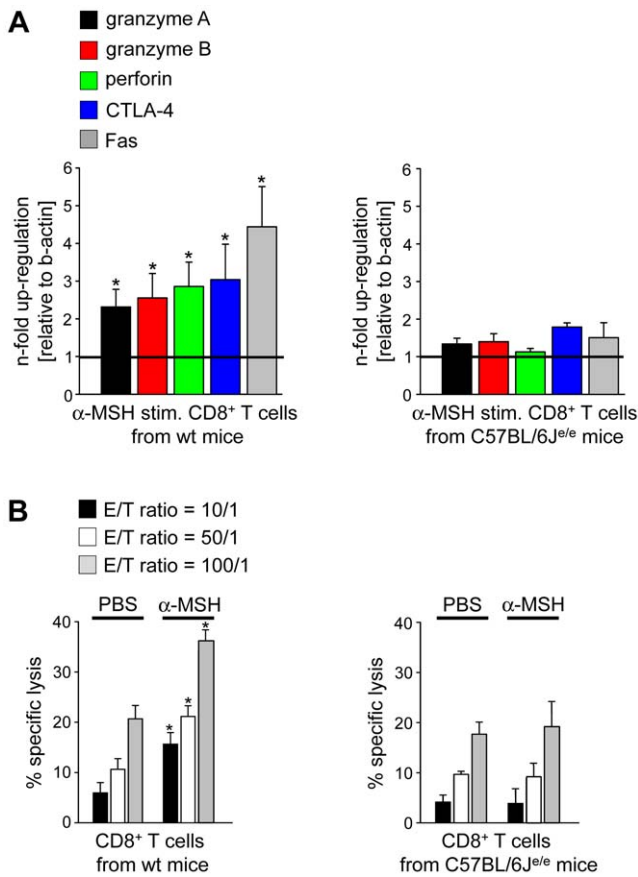 A
granzyme A
granzyme B
perforin
CTLA-4
Fas
n-fold up-regulation
[relative to b-actin]
6
5
4
3
2
1
0
* * * * *
α-MSH stim. CD8⁺ T cells
from wt mice
n-fold up-regulation
[relative to b-actin]
6
5
4
3
2
1
0
α-MSH stim. CD8⁺ T cells
from C57BL/6Jᵉ/ᵉ mice
B
E/T ratio = 10/1
E/T ratio = 50/1
E/T ratio = 100/1
PBS α-MSH
% specific lysis
40
30
20
10
0
* * *
CD8⁺ T cells
from wt mice
PBS α-MSH
% specific lysis
40
30
20
10
0
CD8⁺ T cells
from C57BL/6Jᵉ/ᵉ mice